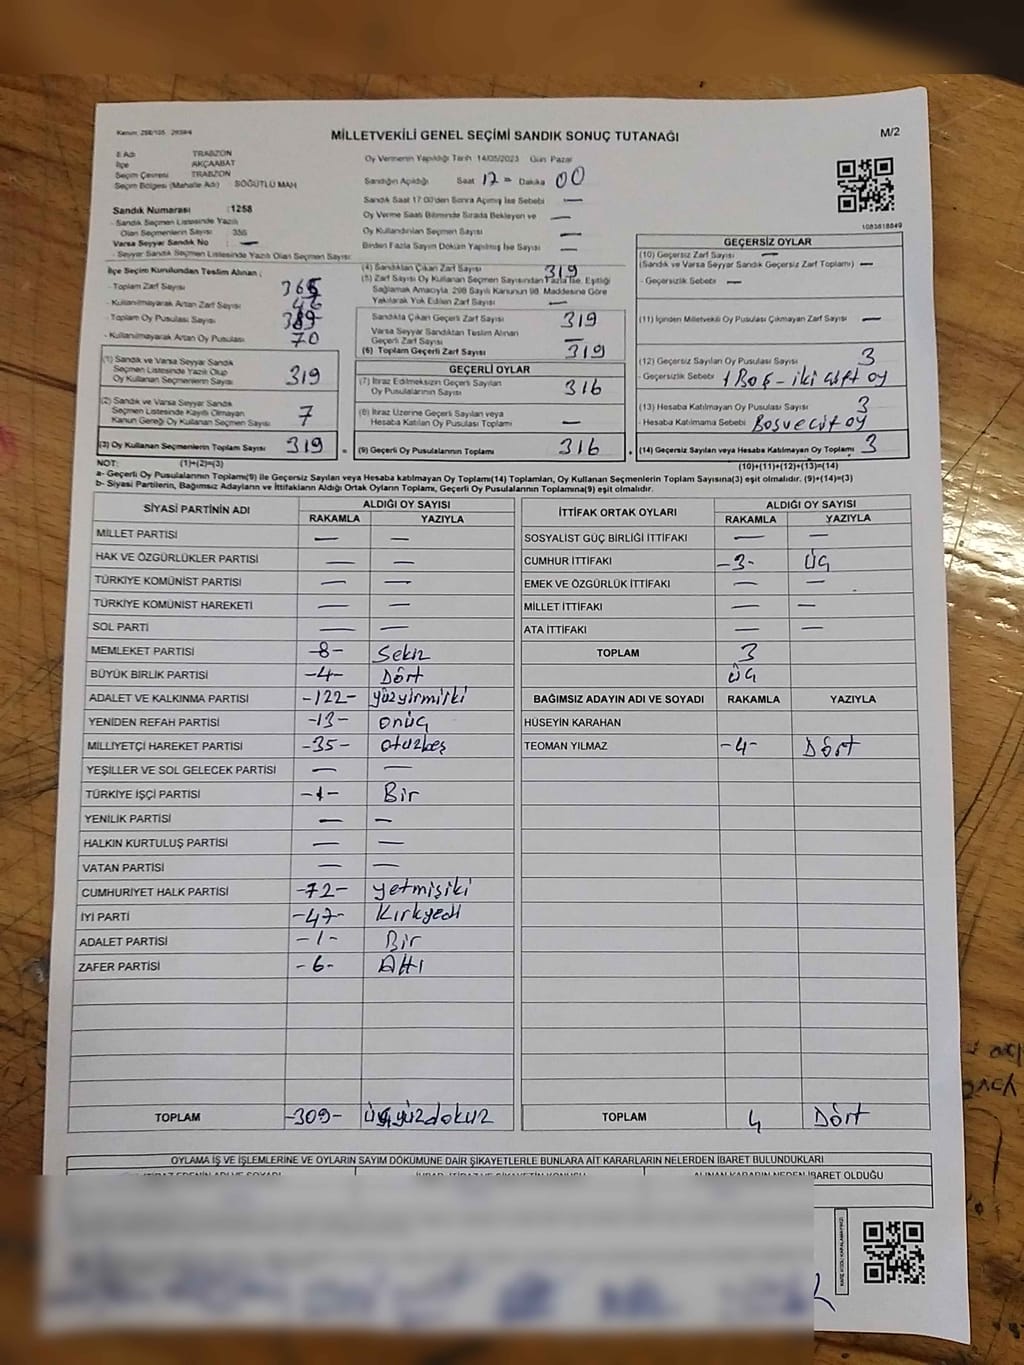 Kanun: 298/105 2839/4
MİLLETVEKİLİ GENEL SEÇİMİ SANDIK SONUÇ TUTANAĞI
M/2
İl Adı TRABZON
İlçe AKÇAABAT
Seçim Çevresi TRABZON
Seçim Bölgesi (Mahalle Adı) SÖĞÜTLÜ MAH
Sandık Numarası : 1258
- Sandık Seçmen Listesinde Yazılı
Olan Seçmenlerin Sayısı : 355
Varsa Seyyar Sandık No : —
- Seyyar Sandık Seçmen Listesinde Yazılı Olan Seçmen Sayısı:
Oy Vermenin Yapıldığı Tarih 14/05/2023 Gün Pazar
Sandığın Açıldığı Saat 17 = Dakika 00
Sandık Saat 17.00'den Sonra Açılmış İse Sebebi —
Oy Verme Saati Bitiminde Sırada Bekleyen ve —
Oy Kullandırılan Seçmen Sayısı —
Birden Fazla Sayım Döküm Yapılmış İse Sayısı —
1083818849
İlçe Seçim Kurulundan Teslim Alınan ;
- Toplam Zarf Sayısı 365
- Kullanılmayarak Artan Zarf Sayısı 46
- Toplam Oy Pusulası Sayısı 389
- Kullanılmayarak Artan Oy Pusulası 70
(1) Sandık ve Varsa Seyyar Sandık
Seçmen Listesinde Yazılı Olup
Oy Kullanan Seçmenlerin Sayısı 319
(2) Sandık ve Varsa Seyyar Sandık
Seçmen Listesinde Kayıtlı Olmayan
Kanun Gereği Oy Kullanan Seçmen Sayısı 7
(3) Oy Kullanan Seçmenlerin Toplam Sayısı 319
(4) Sandıktan Çıkan Zarf Sayısı 319
(5) Zarf Sayısı Oy Kullanan Seçmen Sayısından Fazla İse, Eşitliği
Sağlamak Amacıyla, 298 Sayılı Kanunun 98. Maddesine Göre
Yakılarak Yok Edilen Zarf Sayısı —
Sandıkta Çıkan Geçerli Zarf Sayısı 319
Varsa Seyyar Sandıktan Teslim Alınan
Geçerli Zarf Sayısı —
(6) Toplam Geçerli Zarf Sayısı 319
GEÇERLİ OYLAR
(7) İtiraz Edilmeksizin Geçerli Sayılan
Oy Pusulalarının Sayısı 316
(8) İtiraz Üzerine Geçerli Sayılan veya
Hesaba Katılan Oy Pusulası Toplamı —
(9) Geçerli Oy Pusulalarının Toplamı 316
GEÇERSİZ OYLAR
(10) Geçersiz Zarf Sayısı —
(Sandık ve Varsa Seyyar Sandık Geçersiz Zarf Toplamı) —
- Geçersizlik Sebebi —
(11) İçinden Milletvekili Oy Pusulası Çıkmayan Zarf Sayısı —
(12) Geçersiz Sayılan Oy Pusulası Sayısı 3
- Geçersizlik Sebebi 1 Boş - iki çift oy
(13) Hesaba Katılmayan Oy Pusulası Sayısı 3
- Hesaba Katılmama Sebebi Boş ve çift oy
(14) Geçersiz Sayılan veya Hesaba Katılmayan Oy Toplamı 3
NOT: (1)+(2)=(3)
(10)+(11)+(12)+(13)=(14)
a- Geçerli Oy Pusulalarının Toplamı(9) ile Geçersiz Sayılan veya Hesaba katılmayan Oy Toplamı(14) Toplamları, Oy Kullanan Seçmenlerin Toplam Sayısına(3) eşit olmalıdır. (9)+(14)=(3)
b- Siyasi Partilerin, Bağımsız Adayların ve İttifakların Aldığı Ortak Oyların Toplamı, Geçerli Oy Pusulalarının Toplamına(9) eşit olmalıdır.
SİYASİ PARTİNİN ADI ALDIĞI OY SAYISI
RAKAMLA YAZIYLA
MİLLET PARTİSİ — —
HAK VE ÖZGÜRLÜKLER PARTİSİ — —
TÜRKİYE KOMÜNİST PARTİSİ — —
TÜRKİYE KOMÜNİST HAREKETİ — —
SOL PARTİ — —
MEMLEKET PARTİSİ -8- Sekiz
BÜYÜK BİRLİK PARTİSİ -4- Dört
ADALET VE KALKINMA PARTİSİ -122- yüzyirmiiki
YENİDEN REFAH PARTİSİ -13- onüç
MİLLİYETÇİ HAREKET PARTİSİ -35- otuzbeş
YEŞİLLER VE SOL GELECEK PARTİSİ — —
TÜRKİYE İŞÇİ PARTİSİ -1- Bir
YENİLİK PARTİSİ — —
HALKIN KURTULUŞ PARTİSİ — —
VATAN PARTİSİ — —
CUMHURİYET HALK PARTİSİ -72- yetmişiki
İYİ PARTİ -47- Kırkyedi
ADALET PARTİSİ -1- Bir
ZAFER PARTİSİ -6- Altı
TOPLAM -309- üçyüzdokuz
İTTİFAK ORTAK OYLARI ALDIĞI OY SAYISI
RAKAMLA YAZIYLA
SOSYALİST GÜÇ BİRLİĞİ İTTİFAKI — —
CUMHUR İTTİFAKI -3- üç
EMEK VE ÖZGÜRLÜK İTTİFAKI — —
MİLLET İTTİFAKI — —
ATA İTTİFAKI — —
TOPLAM 3
üç
BAĞIMSIZ ADAYIN ADI VE SOYADI RAKAMLA YAZIYLA
HÜSEYİN KARAHAN
TEOMAN YILMAZ -4- Dört
TOPLAM 4 Dört
OYLAMA İŞ VE İŞLEMLERİNE VE OYLARIN SAYIM DÖKÜMÜNE DAİR ŞİKAYETLERLE BUNLARA AİT KARARLARIN NELERDEN İBARET BULUNDUKLARI
ALINAN KARARIN NEDEN İBARET OLDUĞU